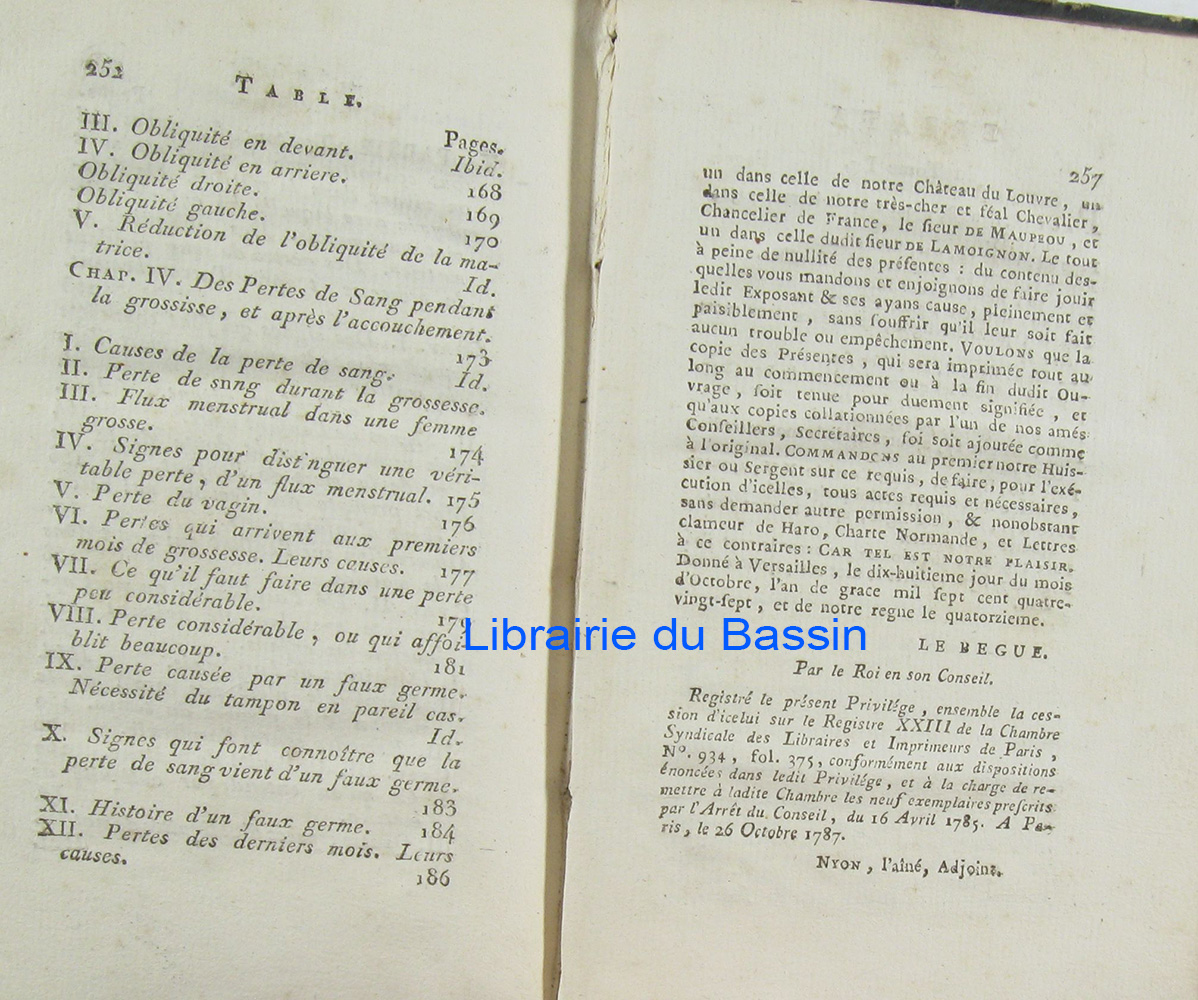 252
TABLE.
Pages.
III. Obliquité en devant. Ibid.
IV. Obliquité en arriere. 168
Obliquité droite. 169
Obliquité gauche. 170
V. Réduction de l'obliquité de la ma-
trice. Id.
CHAP. IV. Des Pertes de Sang pendant
la grossisse, et après l'accouchement.
173
I. Causes de la perte de sang. Id.
II. Perte de snng durant la grossesse.
III. Flux menstrual dans une femme
grosse. 174
IV. Signes pour dist nguer une véri-
table perte, d'un flux menstrual. 175
V. Perte du vagin. 176
VI. Pertes qui arrivent aux premiers
mois de grossesse. Leurs causes. 177
VII. Ce qu'il faut faire dans une perte
peu considérable. 179
VIII. Perte considérable, ou qui affoi-
blit beaucoup. 181
IX. Perte causée par un faux germe.
Nécessité du tampon en pareil cas.
Id.
X. Signes qui font connoître que la
perte de sang vient d'un faux germe.
183
XI. Histoire d'un faux germe. 184
XII. Pertes des derniers mois. Leurs
causes. 186
257
un dans celle de notre Château du Louvre, un
dans celle de notre très-cher et féal Chevalier,
Chancelier de France, le sieur DE MAUPEOU, et
un dans celle dudit sieur DE LAMOIGNON. Le tout
à peine de nullité des présentes : du contenu des-
quelles vous mandons et enjoignons de faire jouir
ledit Exposant & ses ayans cause, pleinement et
paisiblement, sans souffrir qu'il leur soit fait
aucun trouble ou empêchement. VOULONS que la
copie des Présentes, qui sera imprimée tout au
long au commencement ou à la fin dudit Ou-
vrage, soit tenue pour duement signifiée, et
qu'aux copies collationnées par l'un de nos amés
Conseillers, Secrétaires, foi soit ajoutée comme
à l'original. COMMANDONS au premier notre Huis-
sier ou Sergent sur ce requis, de faire, pour l'exé-
cution d'icelles, tous actes requis et nécessaires,
sans demander autre permission, & nonobstant
clameur de Haro, Charte Normande, et Lettres
à ce contraires : CAR TEL EST NOTRE PLAISIR.
Donné à Versailles, le dix-huitieme jour du mois
d'Octobre, l'an de grace mil sept cent quatre-
vingt-sept, et de notre regne le quatorzieme.
LE BEGUE.
Par le Roi en son Conseil.
Registré le présent Privilége, ensemble la ces-
sion d'icelui sur le Registre XXIII de la Chambre
Syndicale des Libraires et Imprimeurs de Paris,
N°. 934, fol. 375, conformément aux dispositions
énoncées dans ledit Privilége, et à la charge de re-
mettre à ladite Chambre les neuf exemplaires prescrits
par l'Arrêt du Conseil, du 16 Avril 1785. A Pa-
ris, le 26 Octobre 1787.
NYON, l'aîné, Adjoint.
Librairie du Bassin